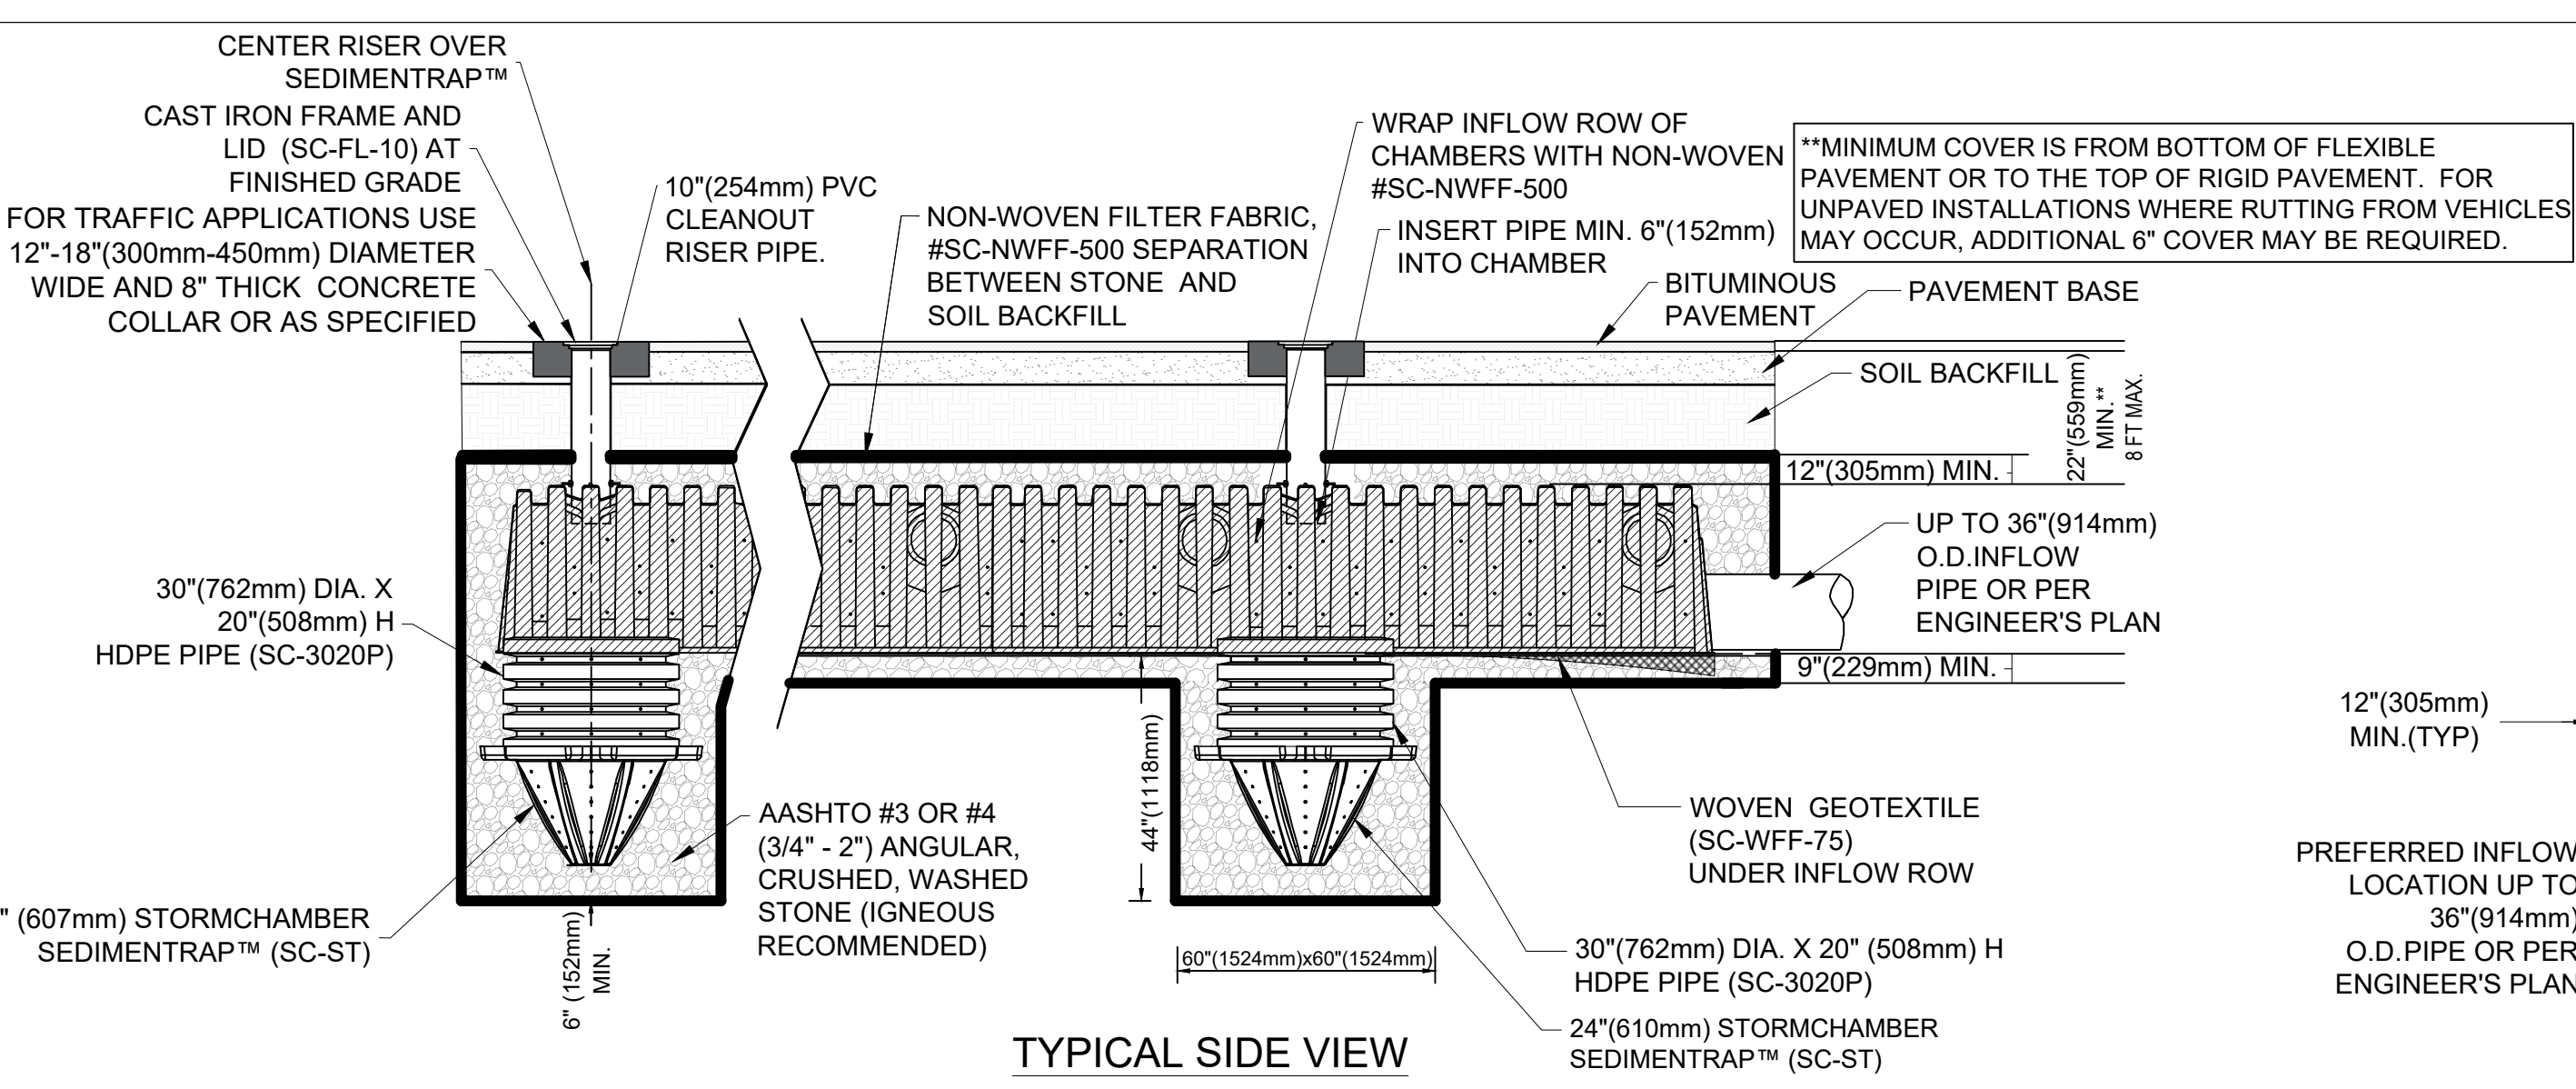 CENTER RISER OVER
SEDIMENTRAP™
CAST IRON FRAME AND
LID (SC-FL-10) AT
FINISHED GRADE
FOR TRAFFIC APPLICATIONS USE
12"-18"(300mm-450mm) DIAMETER
WIDE AND 8" THICK CONCRETE
COLLAR OR AS SPECIFIED
10"(254mm) PVC
CLEANOUT
RISER PIPE.
NON-WOVEN FILTER FABRIC,
#SC-NWFF-500 SEPARATION
BETWEEN STONE AND
SOIL BACKFILL
WRAP INFLOW ROW OF
CHAMBERS WITH NON-WOVEN
#SC-NWFF-500
INSERT PIPE MIN. 6"(152mm)
INTO CHAMBER
**MINIMUM COVER IS FROM BOTTOM OF FLEXIBLE
PAVEMENT OR TO THE TOP OF RIGID PAVEMENT. FOR
UNPAVED INSTALLATIONS WHERE RUTTING FROM VEHICLES
MAY OCCUR, ADDITIONAL 6" COVER MAY BE REQUIRED.
BITUMINOUS
PAVEMENT
PAVEMENT BASE
SOIL BACKFILL
22"(559mm)
MIN.**
8 FT MAX.
12"(305mm) MIN.
UP TO 36"(914mm)
O.D.INFLOW
PIPE OR PER
ENGINEER'S PLAN
9"(229mm) MIN.
30"(762mm) DIA. X
20"(508mm) H
HDPE PIPE (SC-3020P)
" (607mm) STORMCHAMBER
SEDIMENTRAP™ (SC-ST)
6" (152mm)
MIN.
AASHTO #3 OR #4
(3/4" - 2") ANGULAR,
CRUSHED, WASHED
STONE (IGNEOUS
RECOMMENDED)
44"(1118mm)
60"(1524mm)x60"(1524mm)
WOVEN GEOTEXTILE
(SC-WFF-75)
UNDER INFLOW ROW
30"(762mm) DIA. X 20" (508mm) H
HDPE PIPE (SC-3020P)
24"(610mm) STORMCHAMBER
SEDIMENTRAP™ (SC-ST)
12"(305mm)
MIN.(TYP)
PREFERRED INFLOW
LOCATION UP TO
36"(914mm)
O.D.PIPE OR PER
ENGINEER'S PLAN
TYPICAL SIDE VIEW